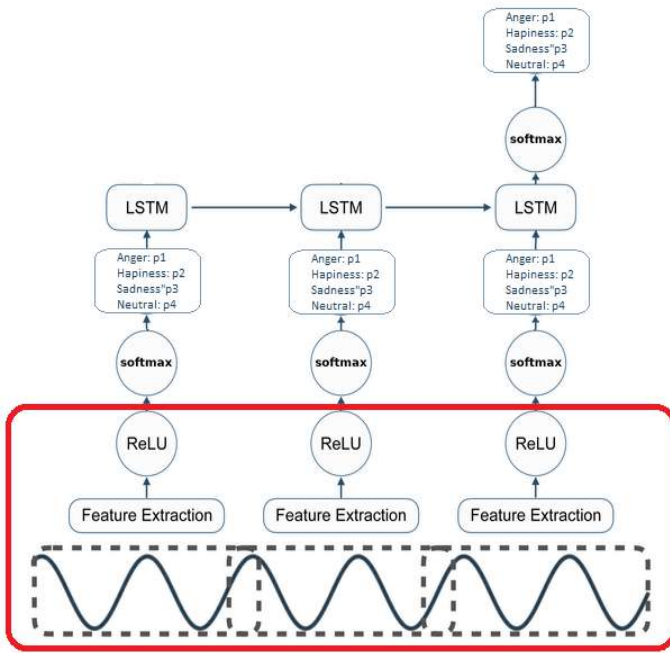 Anger: p1
Hapiness: p2
Sadness"p3
Neutral: p4
softmax
LSTM LSTM LSTM
Anger: p1 Anger: p1 Anger: p1
Hapiness: p2 Hapiness: p2 Hapiness: p2
Sadness"p3 Sadness"p3 Sadness"p3
Neutral: p4 Neutral: p4 Neutral: p4
softmax softmax softmax
ReLU ReLU ReLU
Feature Extraction Feature Extraction Feature Extraction